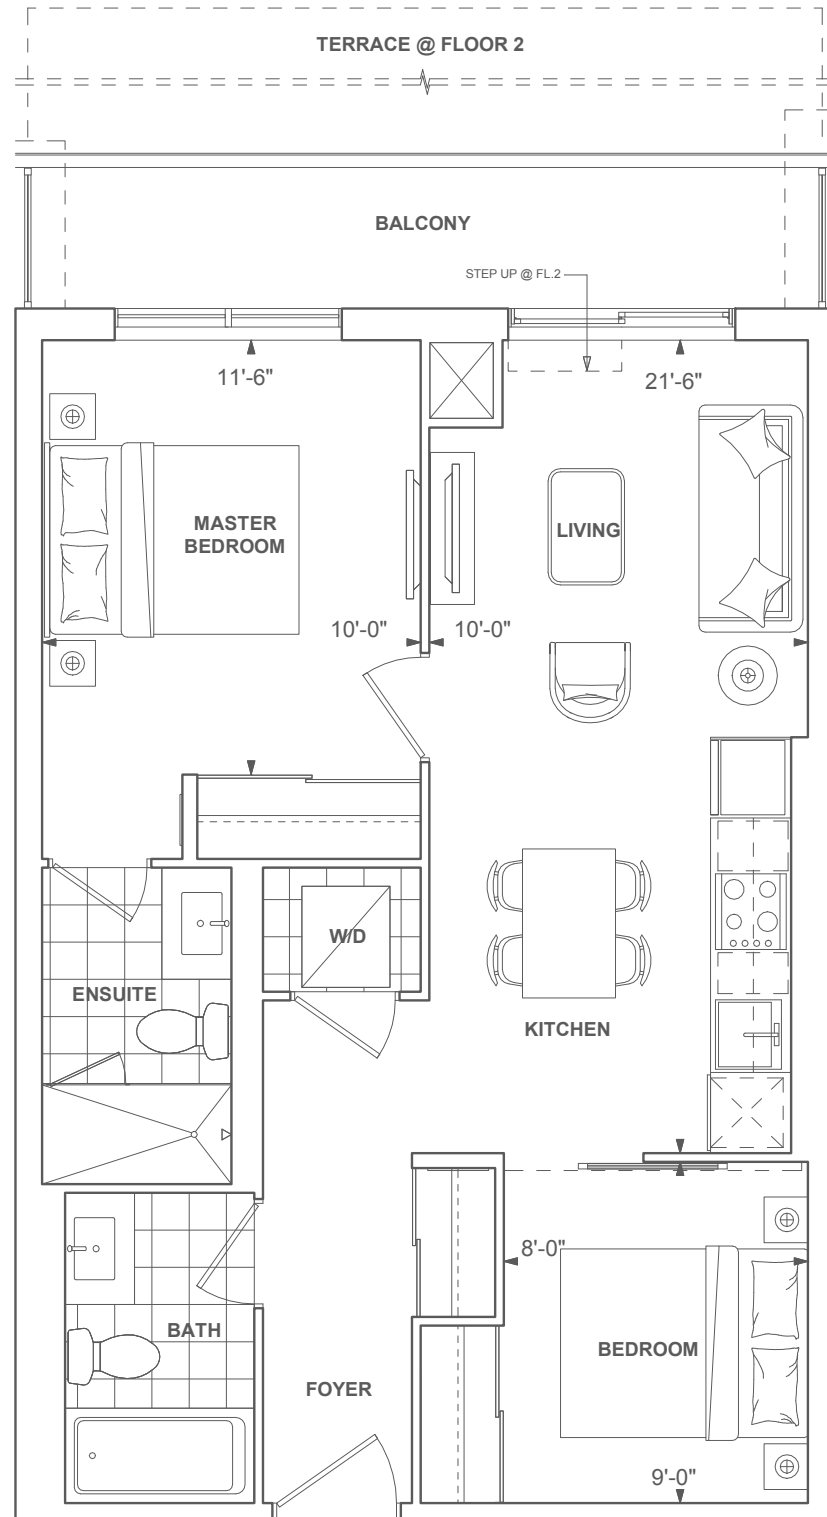 TERRACE @ FLOOR 2
BALCONY
STEP UP @ FL.2
11'-6"
21'-6"
MASTER
BEDROOM
LIVING
10'-0"
10'-0"
W/D
ENSUITE
KITCHEN
8'-0"
BATH
BEDROOM
FOYER
9'-0"